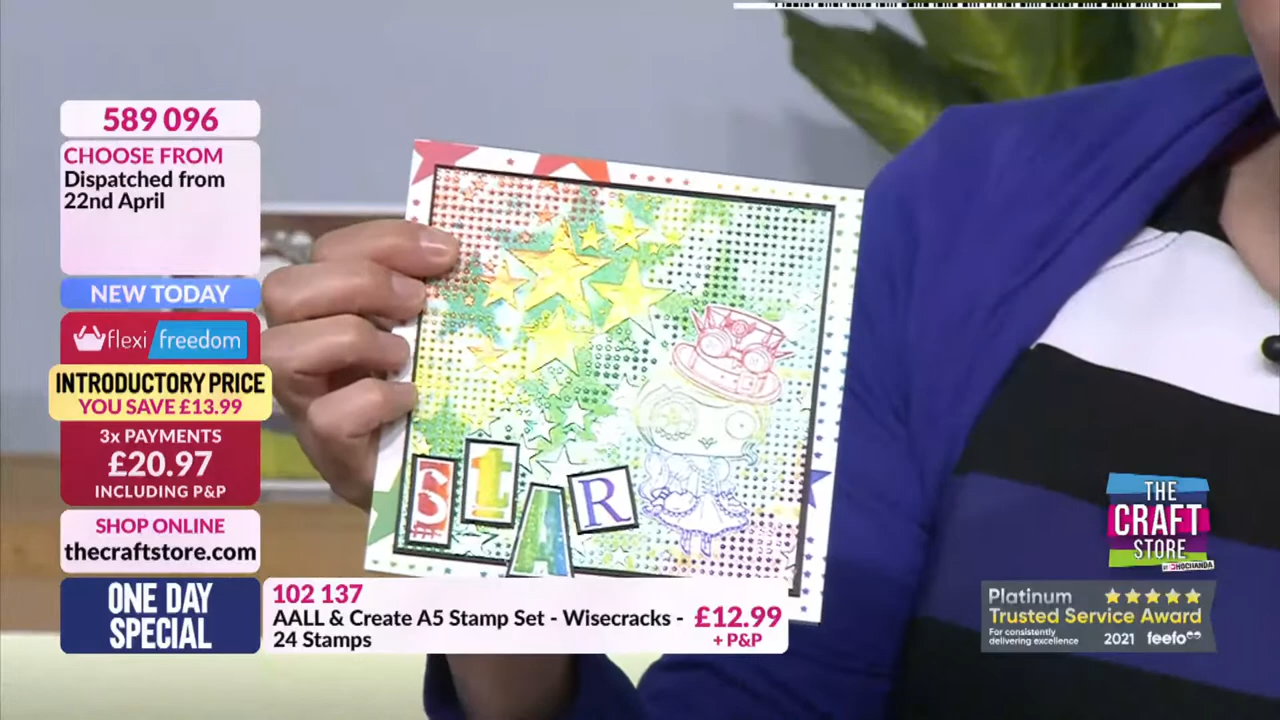 589 096
CHOOSE FROM
Dispatched from
22nd April
NEW TODAY
flexi freedom
INTRODUCTORY PRICE
YOU SAVE £13.99
3x PAYMENTS
£20.97
INCLUDING P&P
SHOP ONLINE
thecraftstore.com
ONE DAY
SPECIAL
102 137
AALL & Create A5 Stamp Set - Wisecracks -
24 Stamps
£12.99
+ P&P
StAR
THE
CRAFT
STORE
BY HOCHANDA
Platinum
Trusted Service Award
For consistently
delivering excellence
2021 feefo